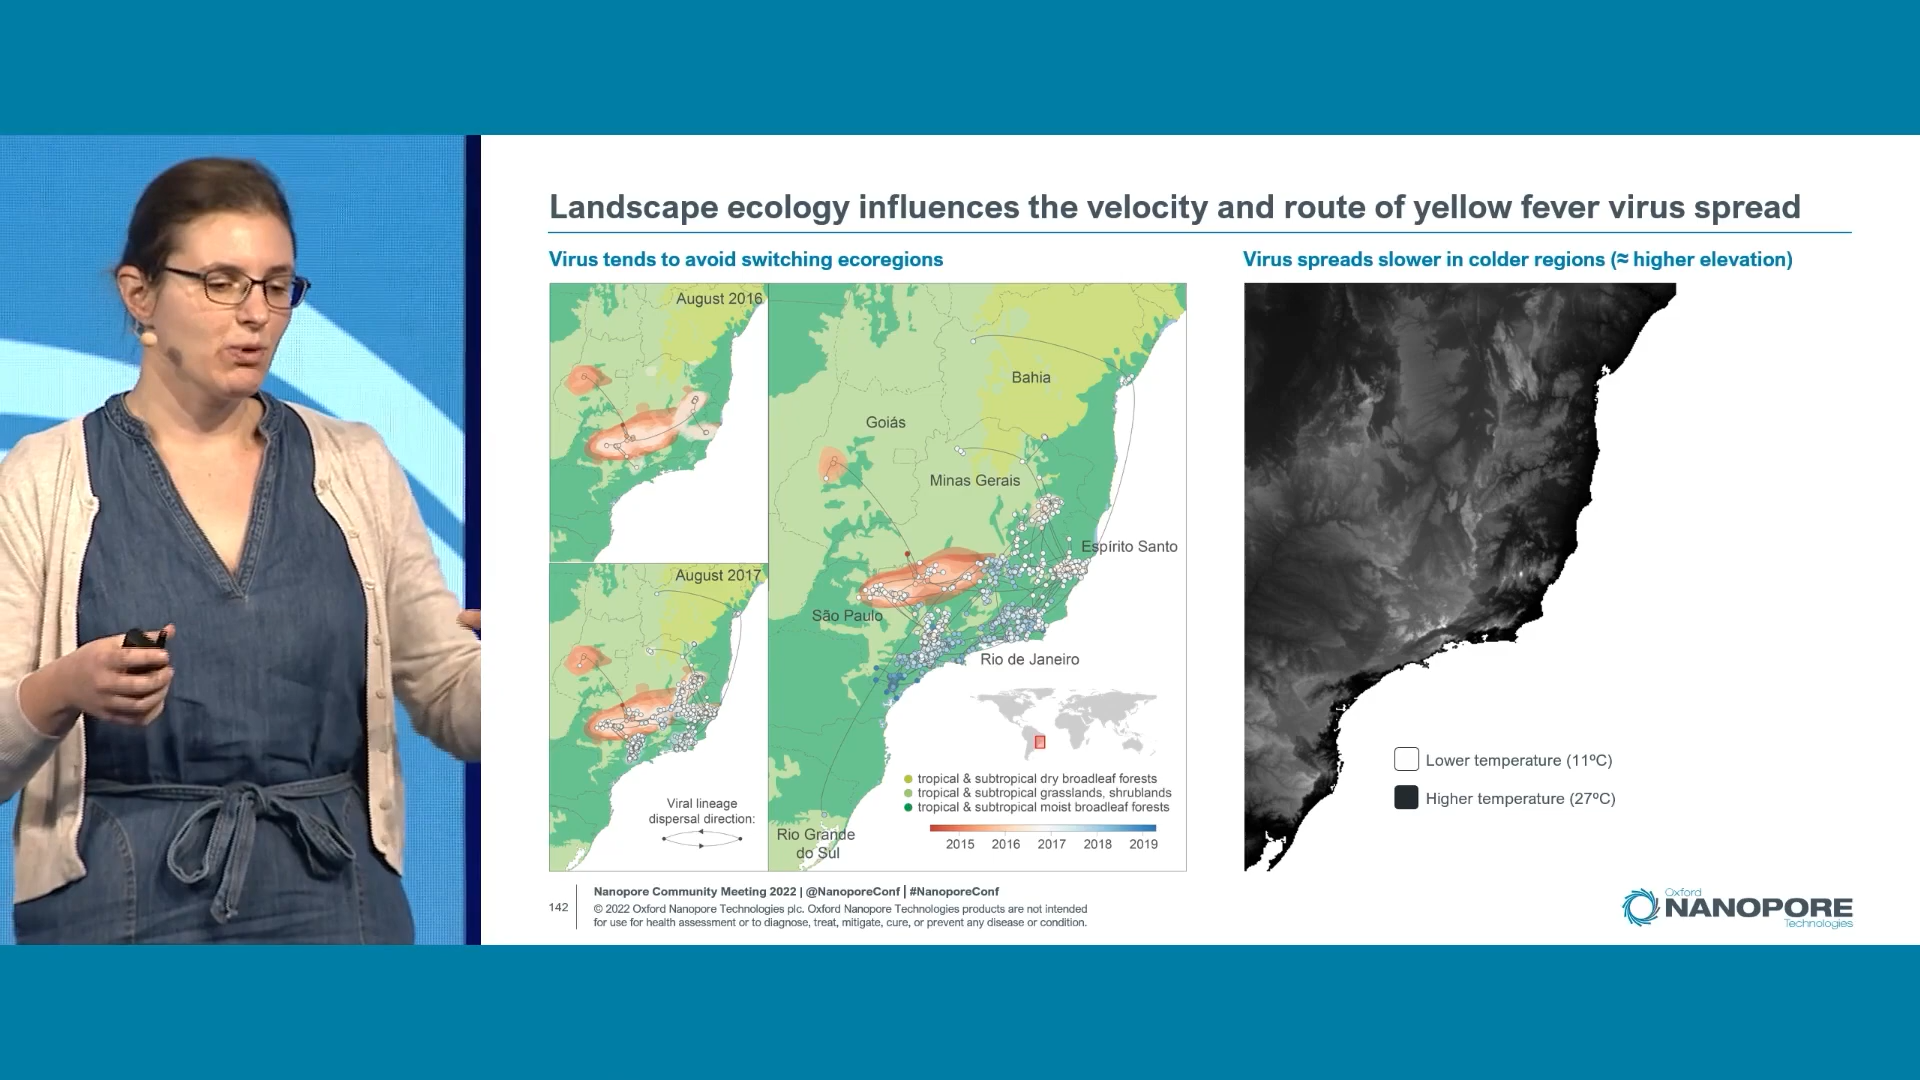 Landscape ecology influences the velocity and route of yellow fever virus spread
Virus tends to avoid switching ecoregions
August 2016
August 2017
Viral lineage
dispersal direction:
Bahia
Goiás
Minas Gerais
Espírito Santo
São Paulo
Rio de Janeiro
Rio Grande
do Sul
tropical & subtropical dry broadleaf forests
tropical & subtropical grasslands, shrublands
tropical & subtropical moist broadleaf forests
2015 2016 2017 2018 2019
Virus spreads slower in colder regions (≈ higher elevation)
Lower temperature (11ºC)
Higher temperature (27ºC)
142
Nanopore Community Meeting 2022 | @NanoporeConf | #NanoporeConf
© 2022 Oxford Nanopore Technologies plc. Oxford Nanopore Technologies products are not intended
for use for health assessment or to diagnose, treat, mitigate, cure, or prevent any disease or condition.
Oxford
NANOPORE
Technologies